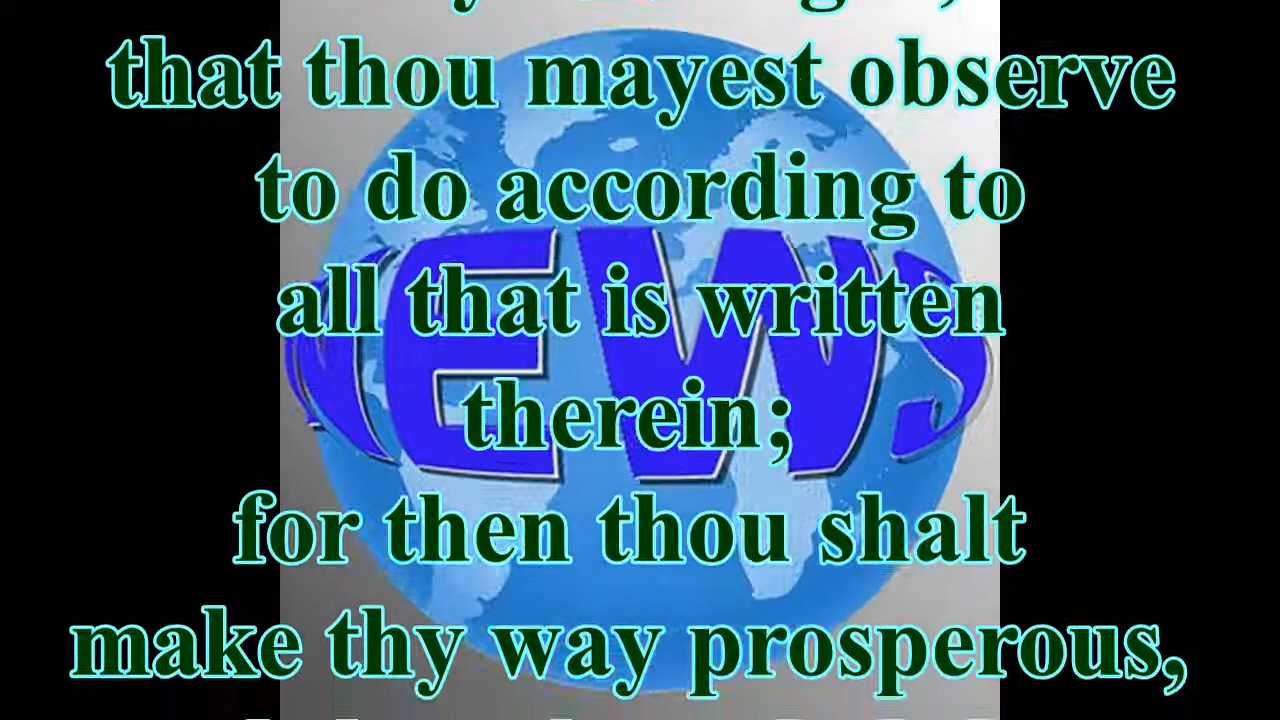 that thou mayest observe
to do according to
all that is written
therein;
for then thou shalt
make thy way prosperous,
NEWS